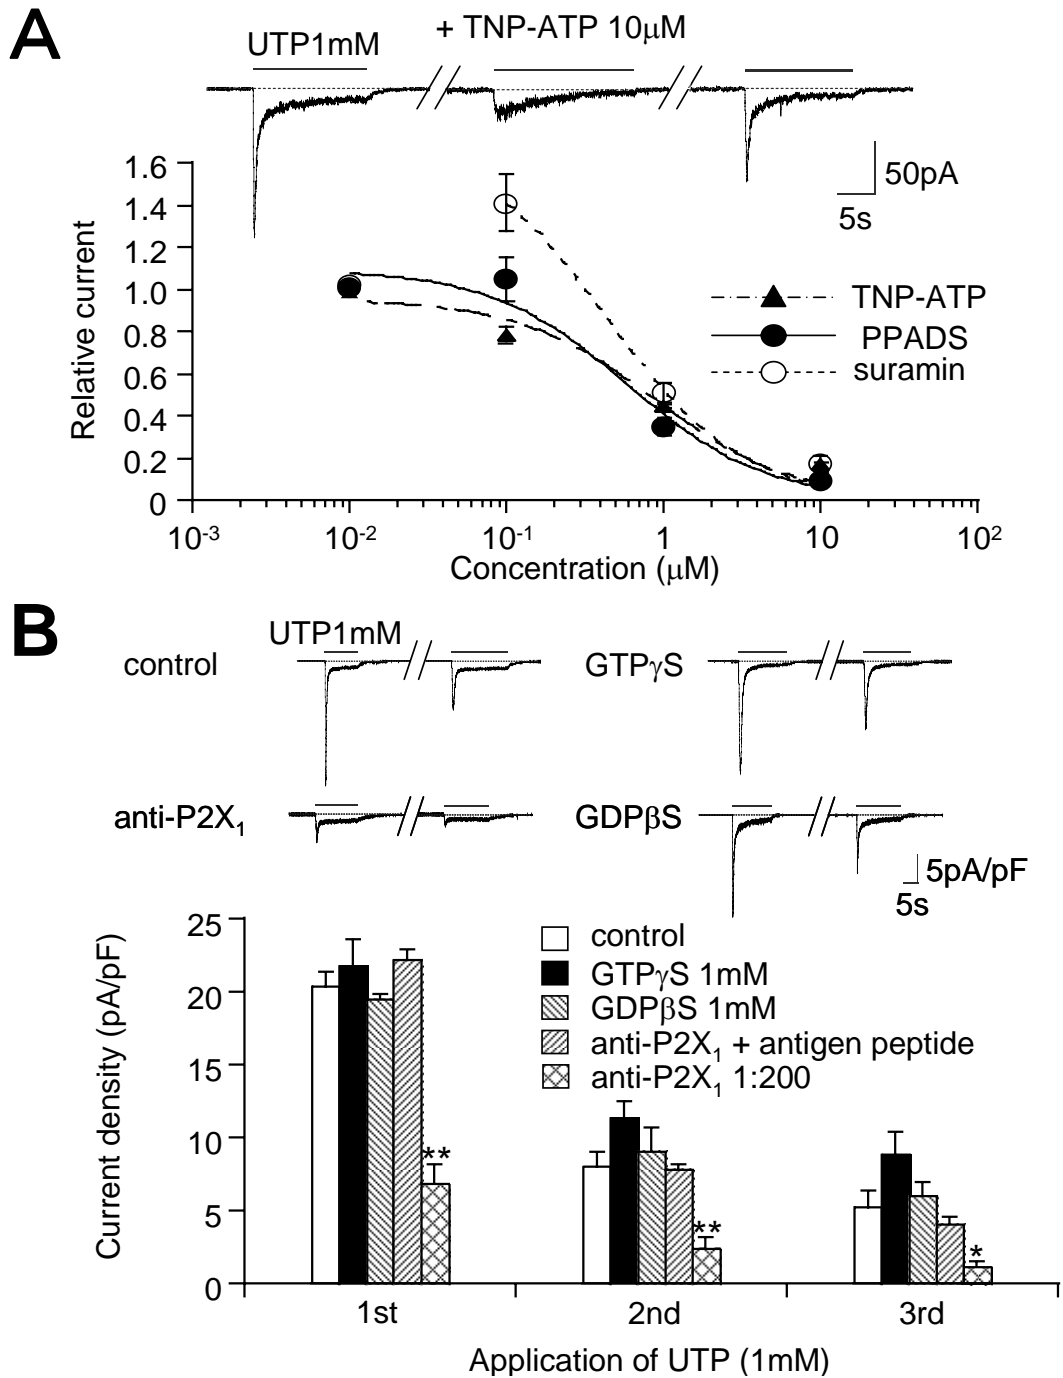 A
UTP1mM
+ TNP-ATP 10μM
50pA
5s
1.6
1.4
1.2
1.0
0.8
0.6
0.4
0.2
0
Relative current
TNP-ATP
PPADS
suramin
10-3 10-2 10-1 1 10 102
Concentration (μM)
B
UTP1mM
control
GTPγS
anti-P2X1
GDPβS
5pA/pF
5s
25
20
15
10
5
0
Current density (pA/pF)
control
GTPγS 1mM
GDPβS 1mM
anti-P2X1 + antigen peptide
anti-P2X1 1:200
**
**
*
1st 2nd 3rd
Application of UTP (1mM)